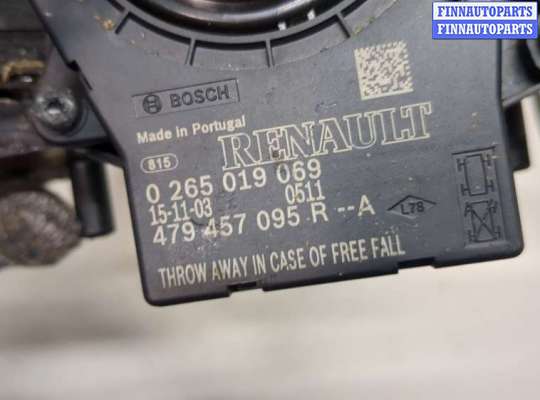 FINNAUTOPARTS
FINNAUTOPARTS
BOSCH
Made in Portugal
RENAULT
815
0 265 019 069
15-11-03 0511
479 457 095 R --A
L78
THROW AWAY IN CASE OF FREE FALL